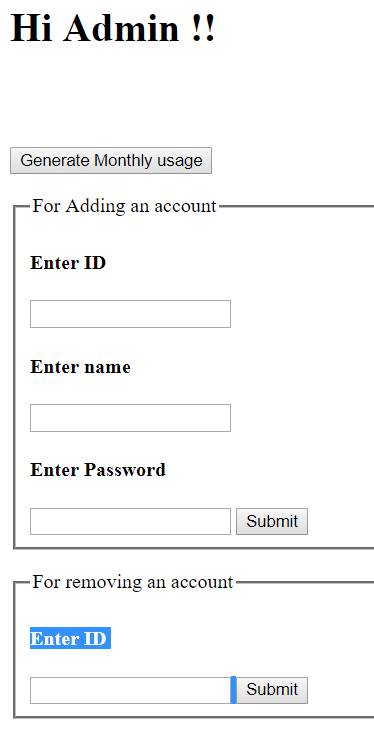 Hi Admin !!
Generate Monthly usage
For Adding an account
Enter ID
Enter name
Enter Password
Submit
For removing an account
Enter ID
Submit